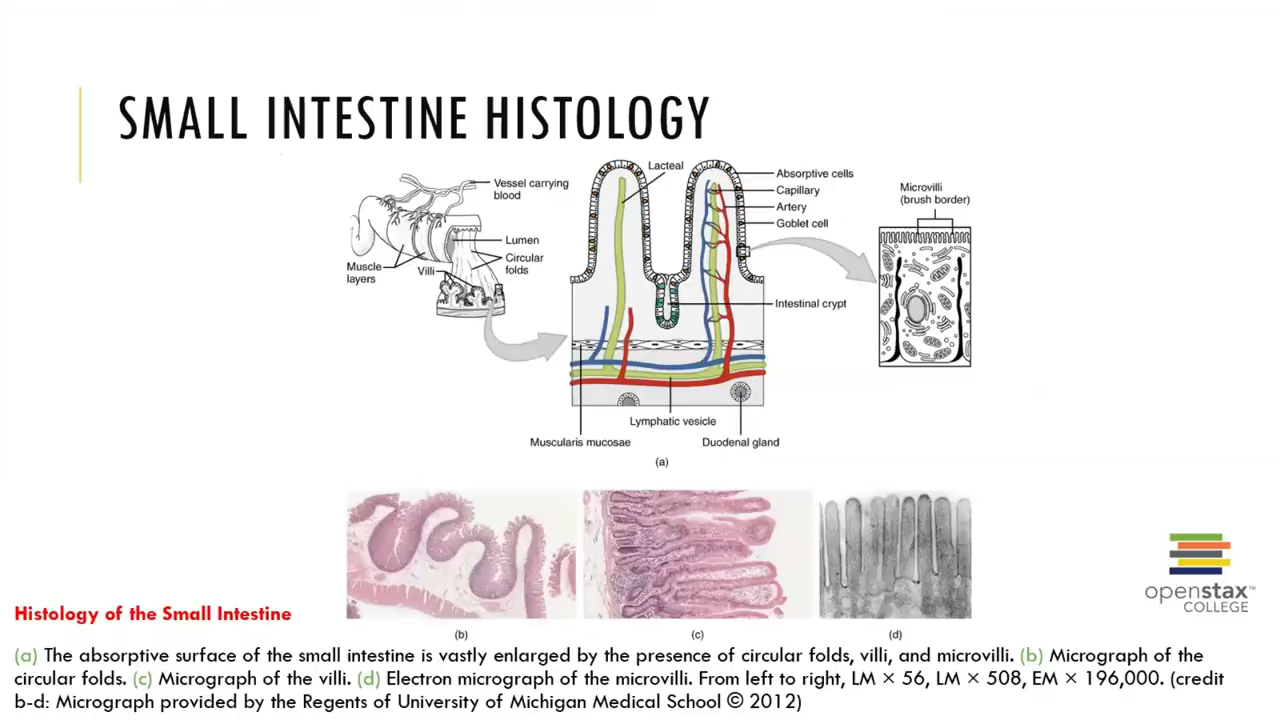 SMALL INTESTINE HISTOLOGY
Vessel carrying
blood
Lumen
Circular
folds
Muscle
layers
Villi
Lacteal
Absorptive cells
Capillary
Artery
Goblet cell
Intestinal crypt
Lymphatic vesicle
Muscularis mucosae
Duodenal gland
Microvilli
(brush border)
(a)
(b)
(c)
(d)
openstax™
COLLEGE
Histology of the Small Intestine
(a) The absorptive surface of the small intestine is vastly enlarged by the presence of circular folds, villi, and microvilli. (b) Micrograph of the
circular folds. (c) Micrograph of the villi. (d) Electron micrograph of the microvilli. From left to right, LM × 56, LM × 508, EM × 196,000. (credit
b-d: Micrograph provided by the Regents of University of Michigan Medical School © 2012)